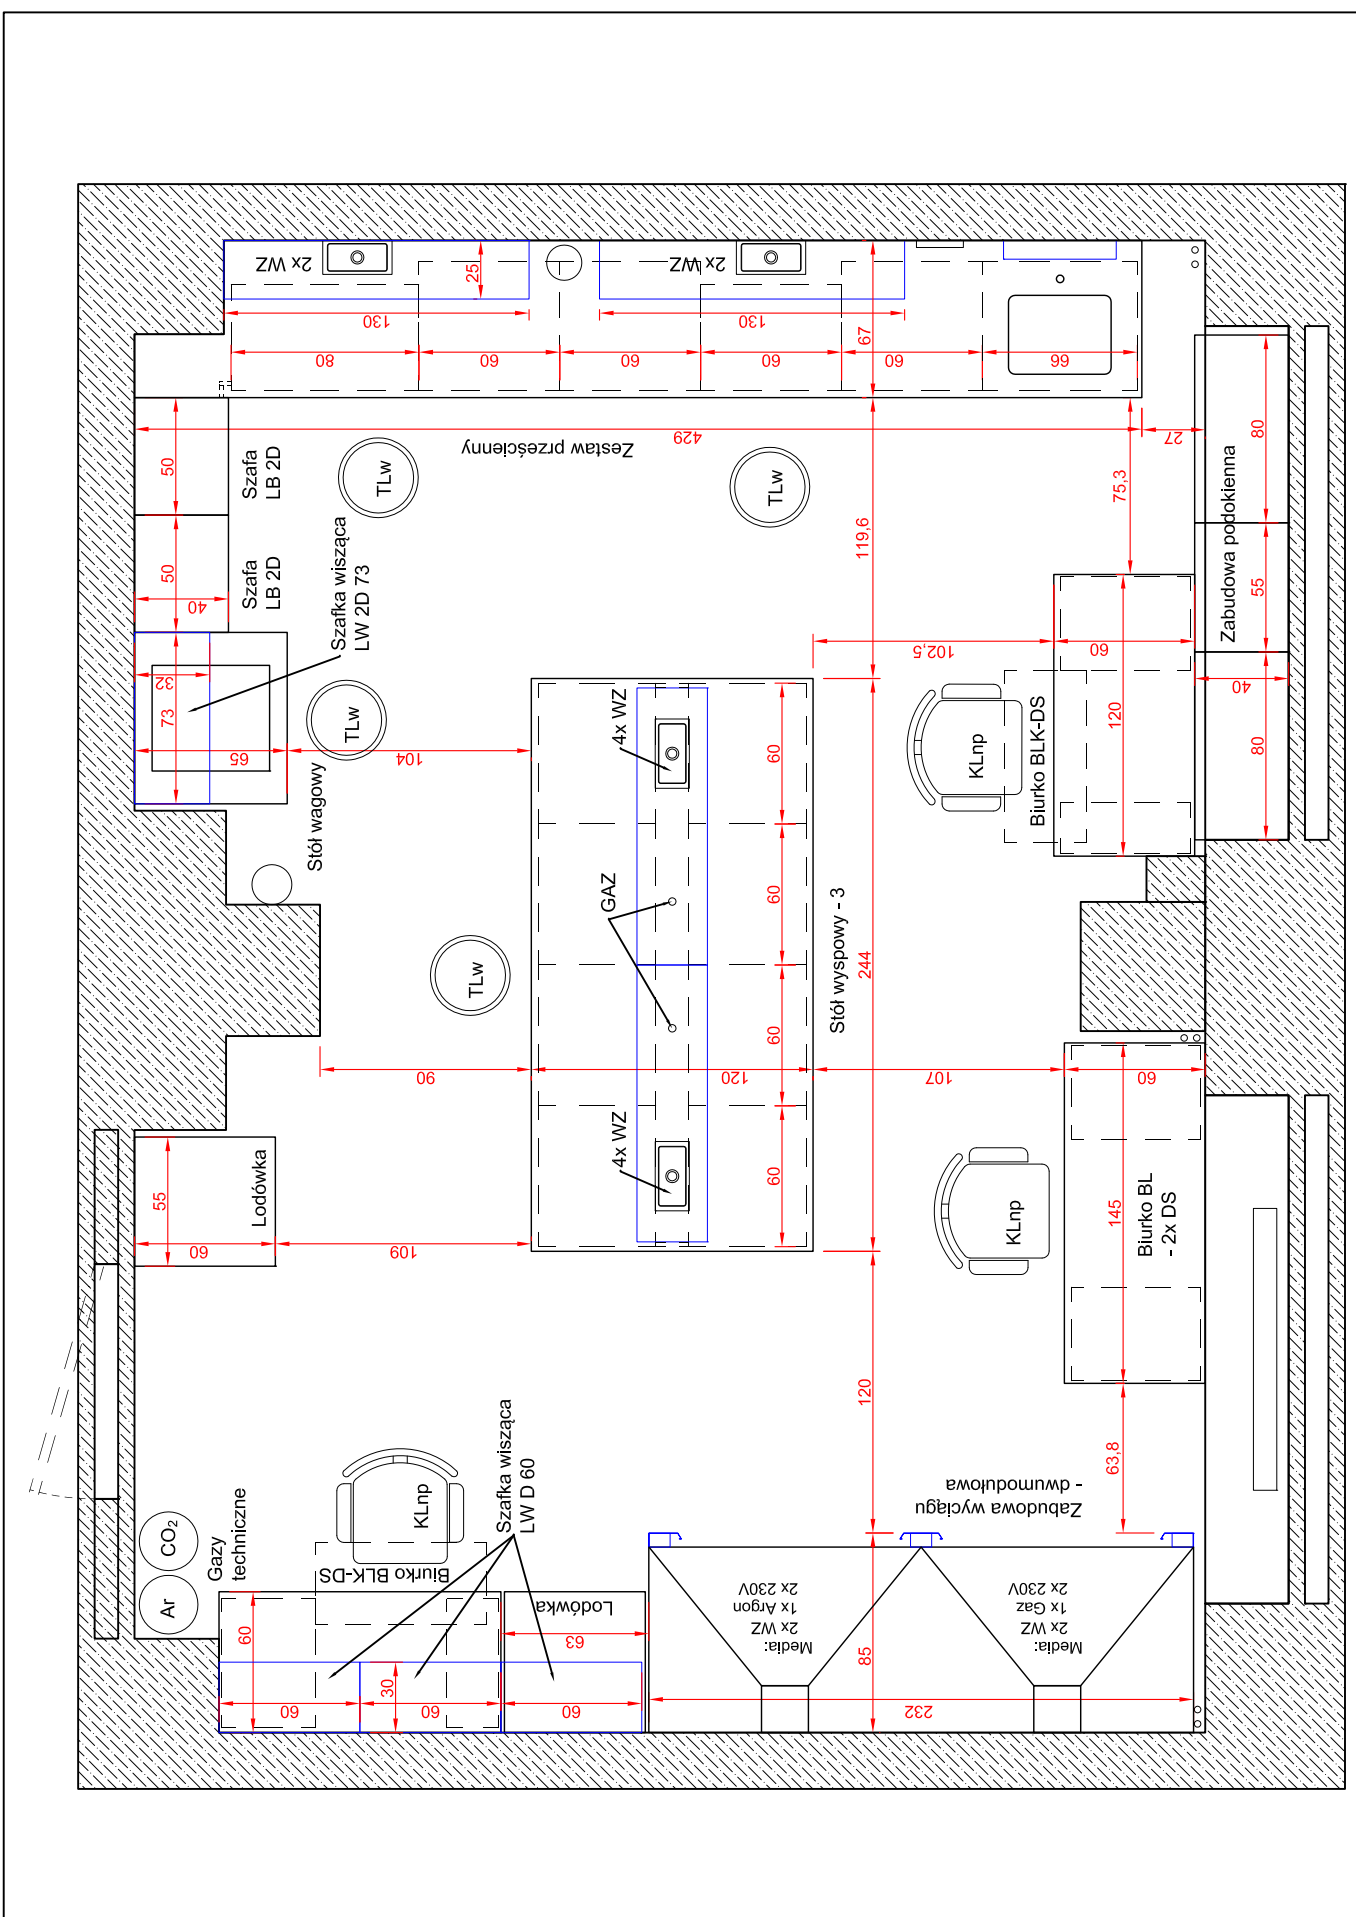 2x WZ
2x WZ
25
130
130
67
80
60
60
60
60
66
429
27
Zestaw prześcienny
50
50
40
Szafa
LB 2D
Szafa
LB 2D
Szafka wisząca
LW 2D 73
TLw
TLw
119,6
75,3
80
55
80
40
Zabudowa podokienna
32
73
65
104
TLw
Stół wagowy
102,5
60
120
KLnp
Biurko BLK-DS
4x WZ
60
60
60
60
GAZ
244
Stół wyspowy - 3
TLw
90
120
107
60
4x WZ
55
Lodówka
60
109
KLnp
145
Biurko BL
- 2x DS
120
63,8
Zabudowa wyciągu
- dwumodułowa
CO₂
Ar
Gazy
techniczne
KLnp
Szafka wisząca
LW D 60
Biurko BLK-DS
60
30
60
60
Lodówka
63
60
Media:
2x WZ
1x Argon
2x 230V
Media:
2x WZ
1x Gaz
2x 230V
85
232